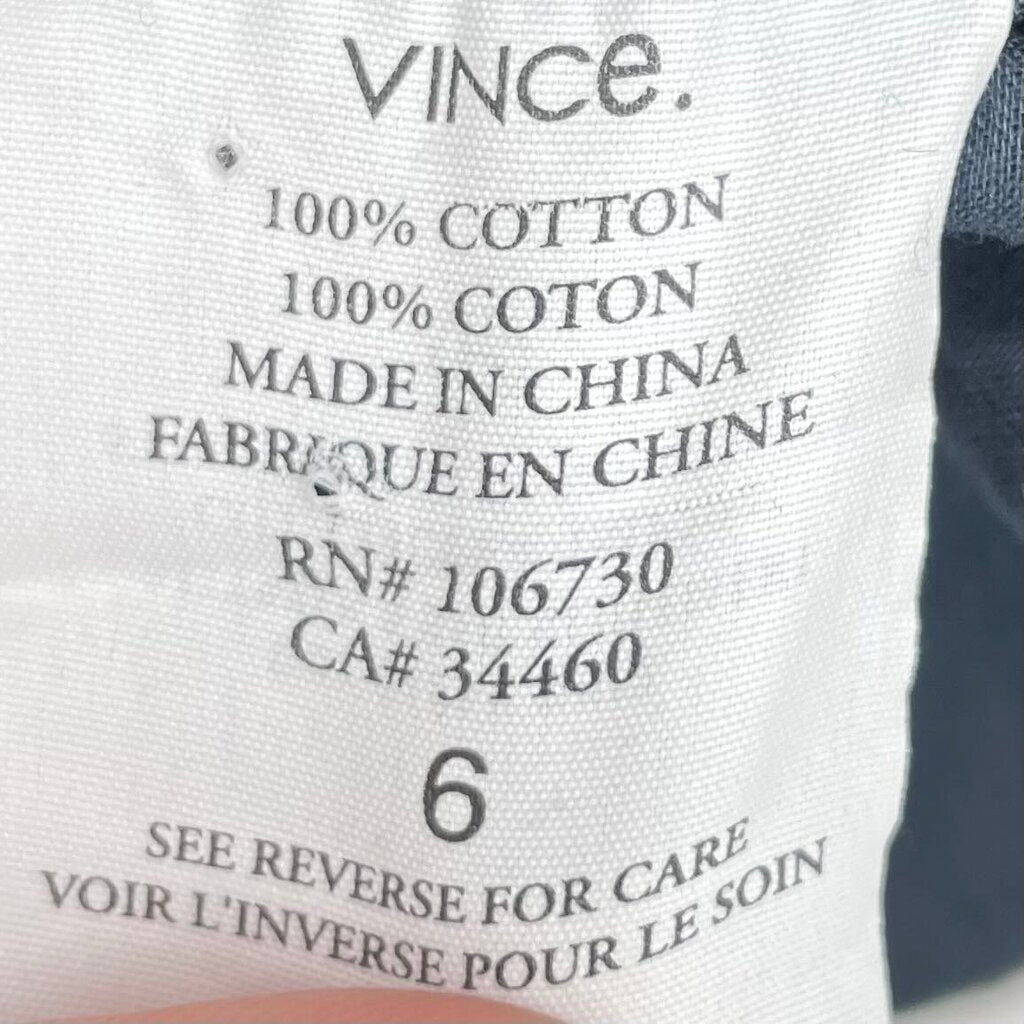 VINCe.
100% COTTON
100% COTON
MADE IN CHINA
FABRIQUE EN CHINE
RN# 106730
CA# 34460
6
SEE REVERSE FOR CARE
VOIR L'INVERSE POUR LE SOIN